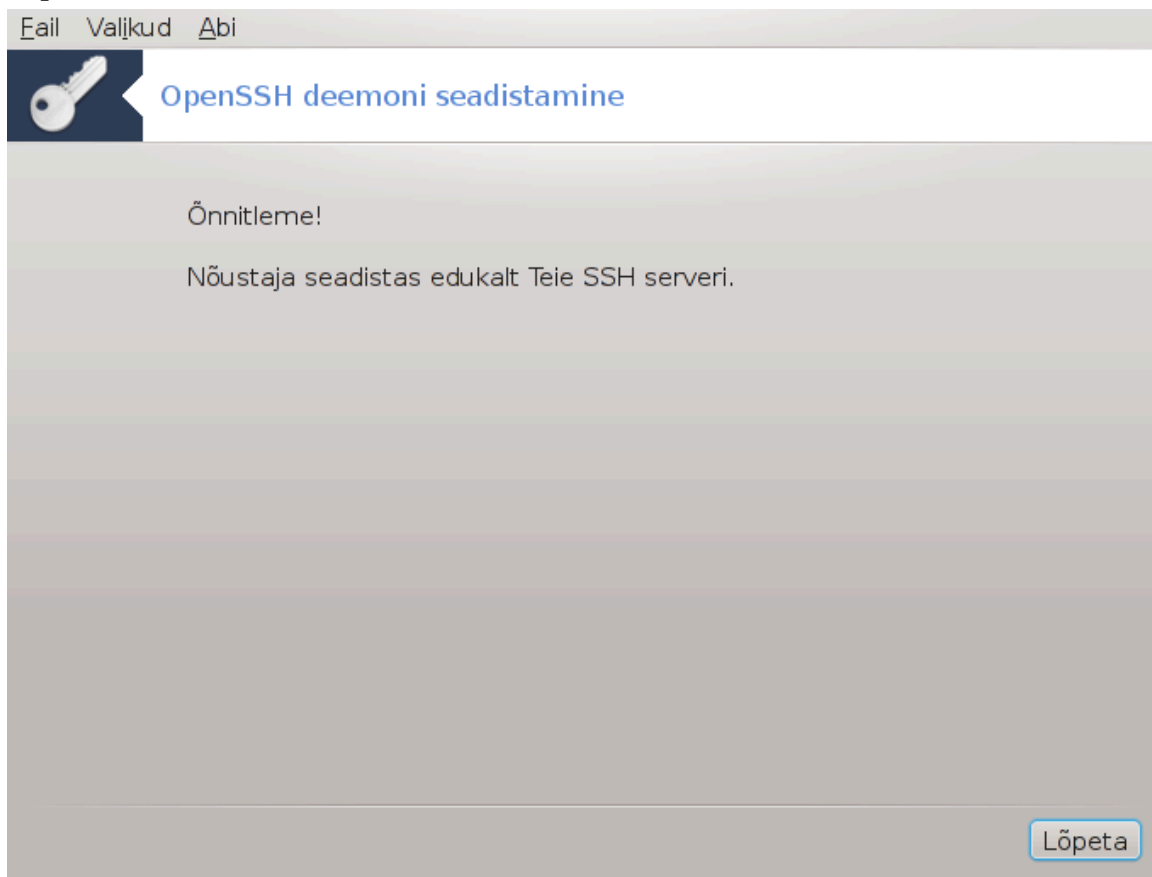 Fail Valikud Abi
OpenSSH deemoni seadistamine
Õnnitleme!
Nõustaja seadistas edukalt Teie SSH serveri.
Lõpeta